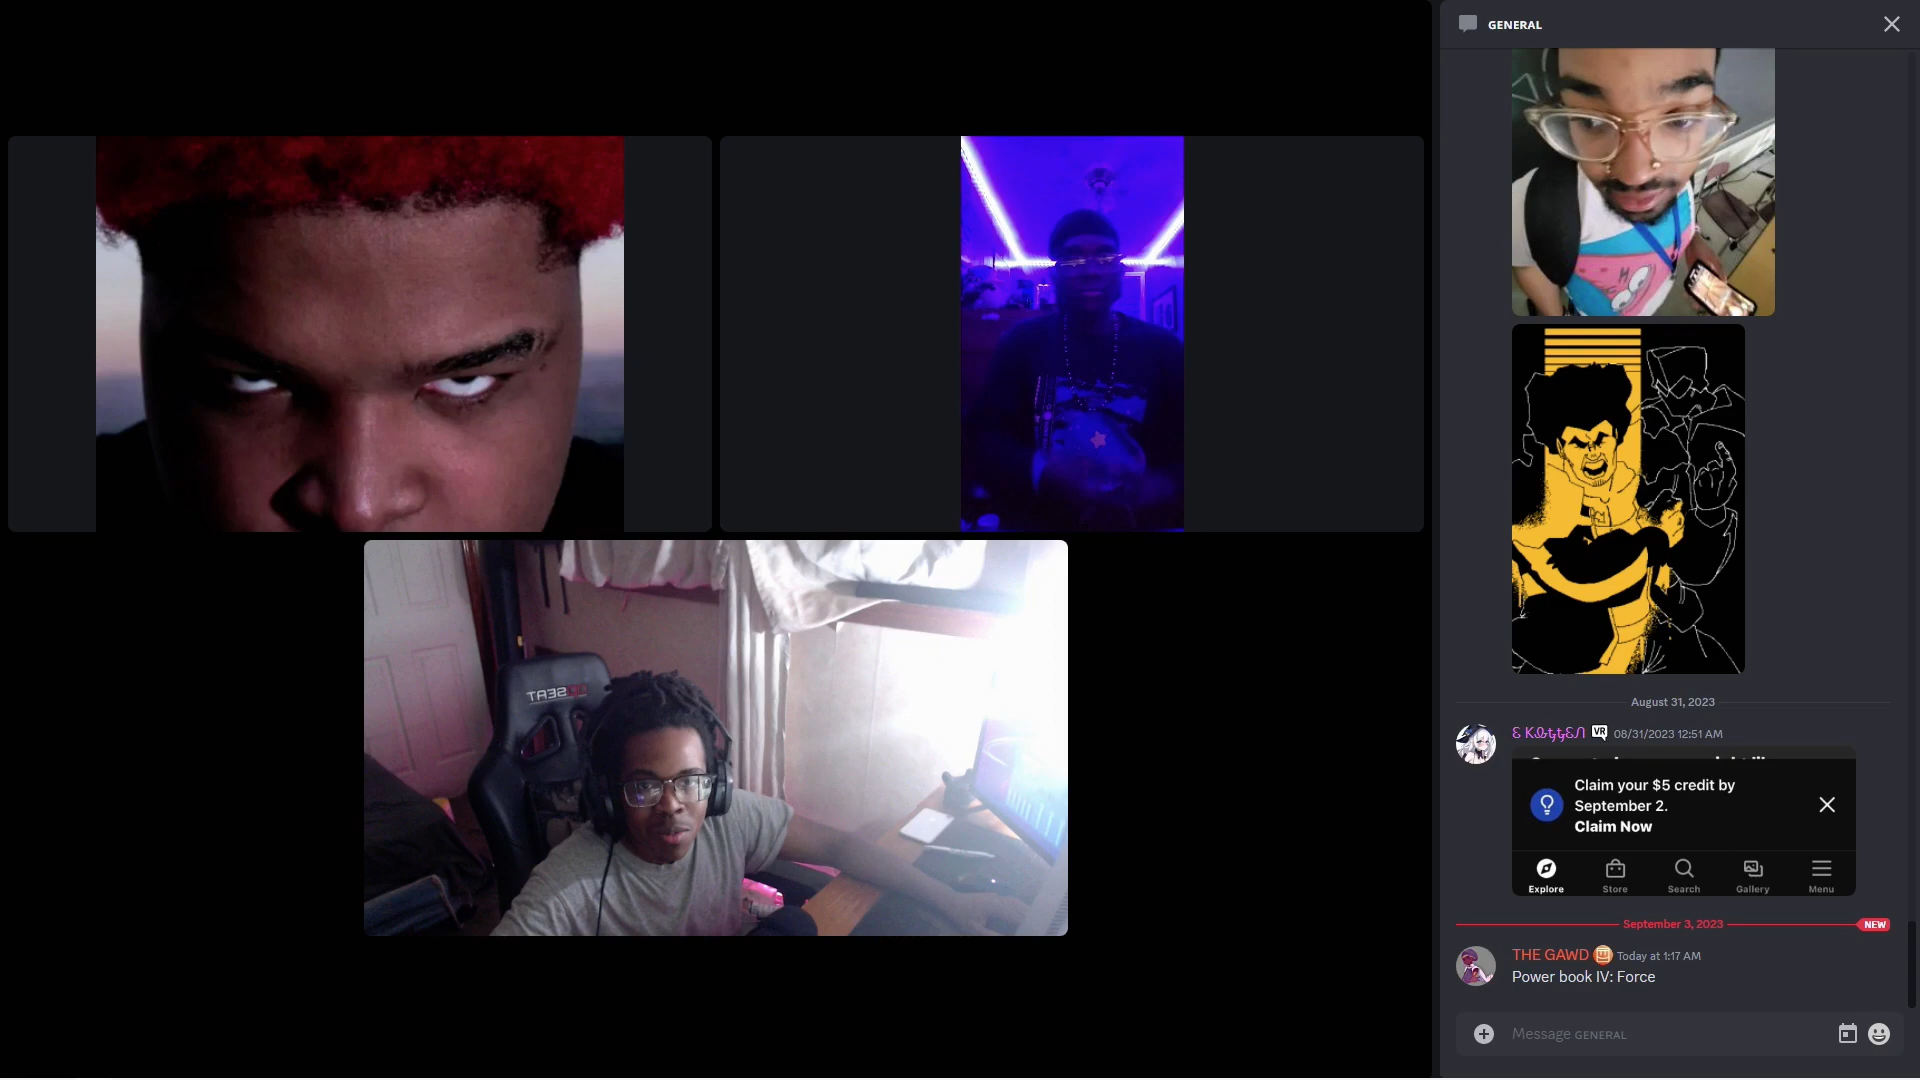 GENERAL
August 31, 2023
VR 08/31/2023 12:51 AM
Claim your $5 credit by
September 2.
Claim Now
Explore Store Search Gallery Menu
September 3, 2023 NEW
THE GAWD Today at 1:17 AM
Power book IV: Force
Message GENERAL